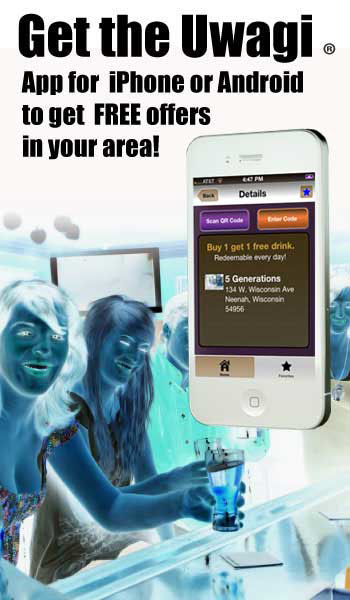 Get the Uwagi ®
App for iPhone or Android
to get FREE offers
in your area!
AT&T 4:47 PM
Back Details
Scan QR Code Enter Code
Buy 1 get 1 free drink.
Redeemable every day!
5 Generations
134 W. Wisconsin Ave
Neenah, Wisconsin
54956
Home Favorites